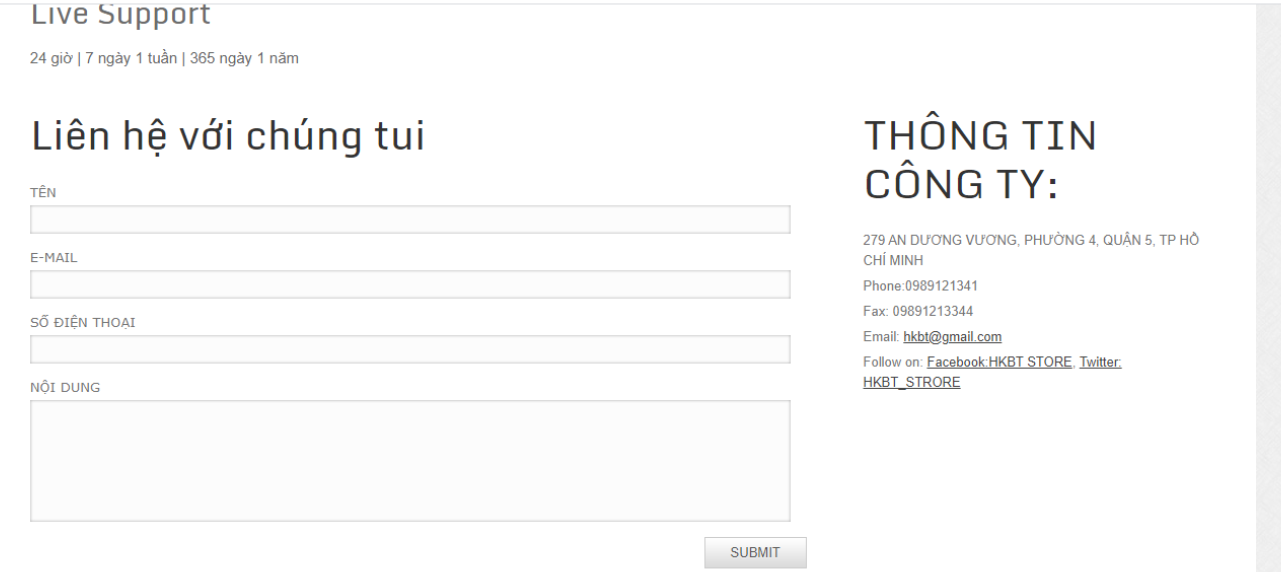 Live Support
24 giờ | 7 ngày 1 tuần | 365 ngày 1 năm
Liên hệ với chúng tui
TÊN
E-MAIL
SỐ ĐIỆN THOẠI
NỘI DUNG
SUBMIT
THÔNG TIN
CÔNG TY:
279 AN DƯƠNG VƯƠNG, PHƯỜNG 4, QUẬN 5, TP HỒ
CHÍ MINH
Phone:0989121341
Fax: 09891213344
Email: hkbt@gmail.com
Follow on: Facebook:HKBT STORE, Twitter:
HKBT_STRORE